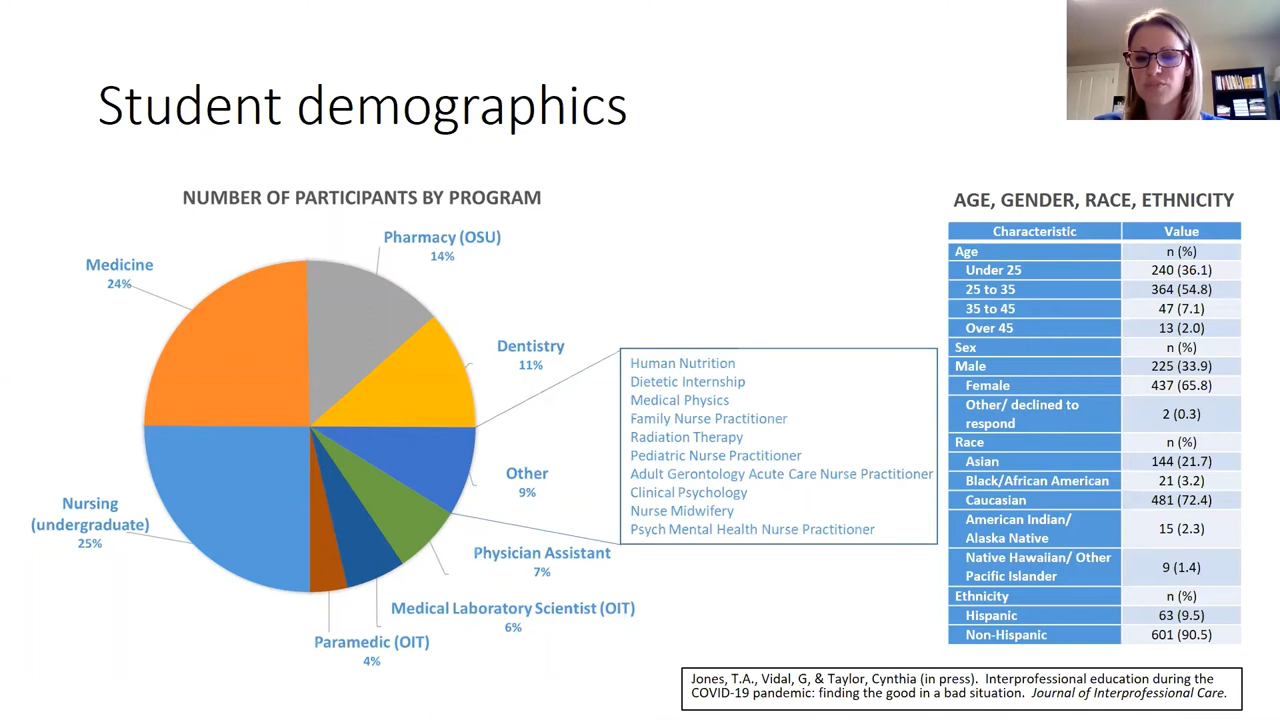 Student demographics
NUMBER OF PARTICIPANTS BY PROGRAM
Pharmacy (OSU)
14%
Medicine
24%
Dentistry
11%
Other
9%
Nursing
(undergraduate)
25%
Physician Assistant
7%
Medical Laboratory Scientist (OIT)
6%
Paramedic (OIT)
4%
Human Nutrition
Dietetic Internship
Medical Physics
Family Nurse Practitioner
Radiation Therapy
Pediatric Nurse Practitioner
Adult Gerontology Acute Care Nurse Practitioner
Clinical Psychology
Nurse Midwifery
Psych Mental Health Nurse Practitioner
AGE, GENDER, RACE, ETHNICITY
Characteristic Value
Age n (%)
Under 25 240 (36.1)
25 to 35 364 (54.8)
35 to 45 47 (7.1)
Over 45 13 (2.0)
Sex n (%)
Male 225 (33.9)
Female 437 (65.8)
Other/ declined to
respond 2 (0.3)
Race n (%)
Asian 144 (21.7)
Black/African American 21 (3.2)
Caucasian 481 (72.4)
American Indian/
Alaska Native 15 (2.3)
Native Hawaiian/ Other
Pacific Islander 9 (1.4)
Ethnicity n (%)
Hispanic 63 (9.5)
Non-Hispanic 601 (90.5)
Jones, T.A., Vidal, G, & Taylor, Cynthia (in press). Interprofessional education during the
COVID-19 pandemic: finding the good in a bad situation. Journal of Interprofessional Care.